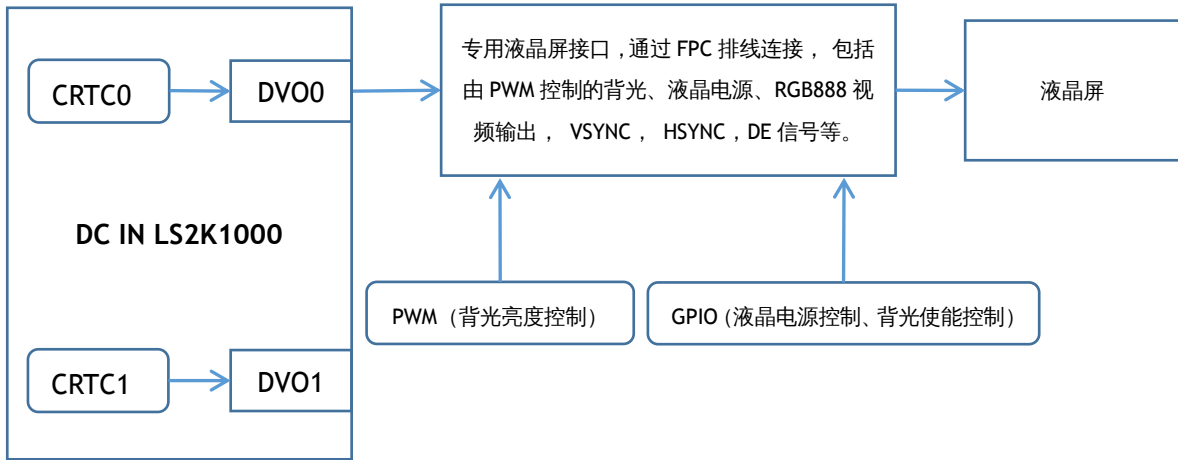 CRTC0
DVO0
专用液晶屏接口，通过 FPC 排线连接， 包括
由 PWM 控制的背光、液晶电源、RGB888 视
频输出， VSYNC， HSYNC，DE 信号等。
液晶屏
DC IN LS2K1000
PWM（背光亮度控制）
GPIO（液晶电源控制、背光使能控制）
CRTC1
DVO1